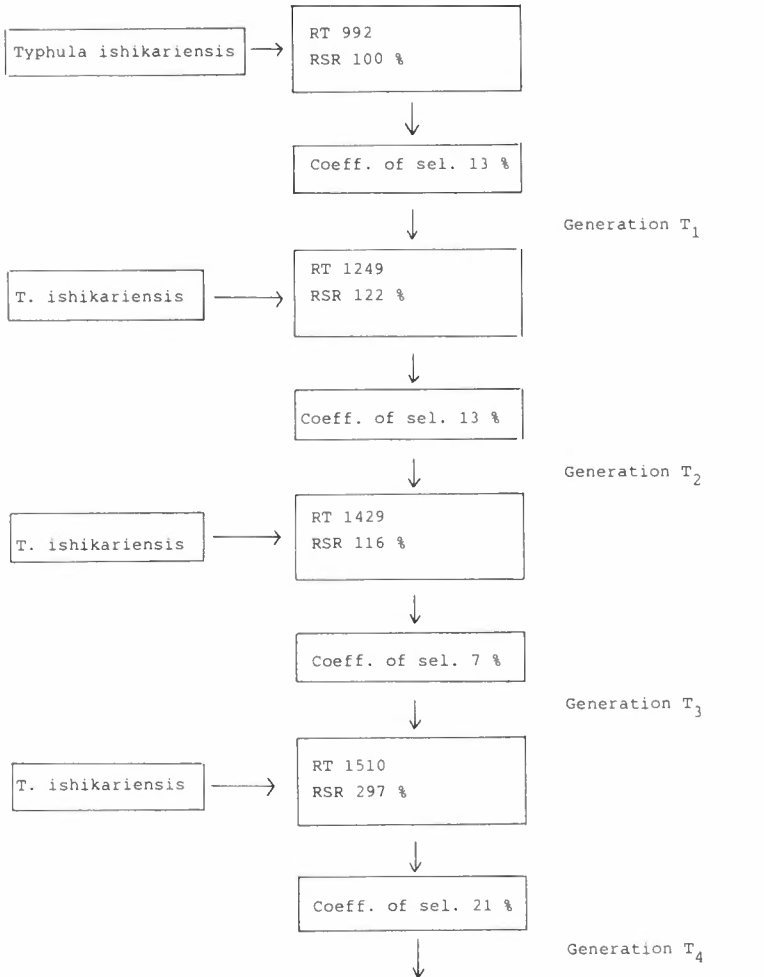 Typhula ishikariensis
RT 992
RSR 100 %
Coeff. of sel. 13 %
Generation T1
T. ishikariensis
RT 1249
RSR 122 %
Coeff. of sel. 13 %
Generation T2
T. ishikariensis
RT 1429
RSR 116 %
Coeff. of sel. 7 %
Generation T3
T. ishikariensis
RT 1510
RSR 297 %
Coeff. of sel. 21 %
Generation T4